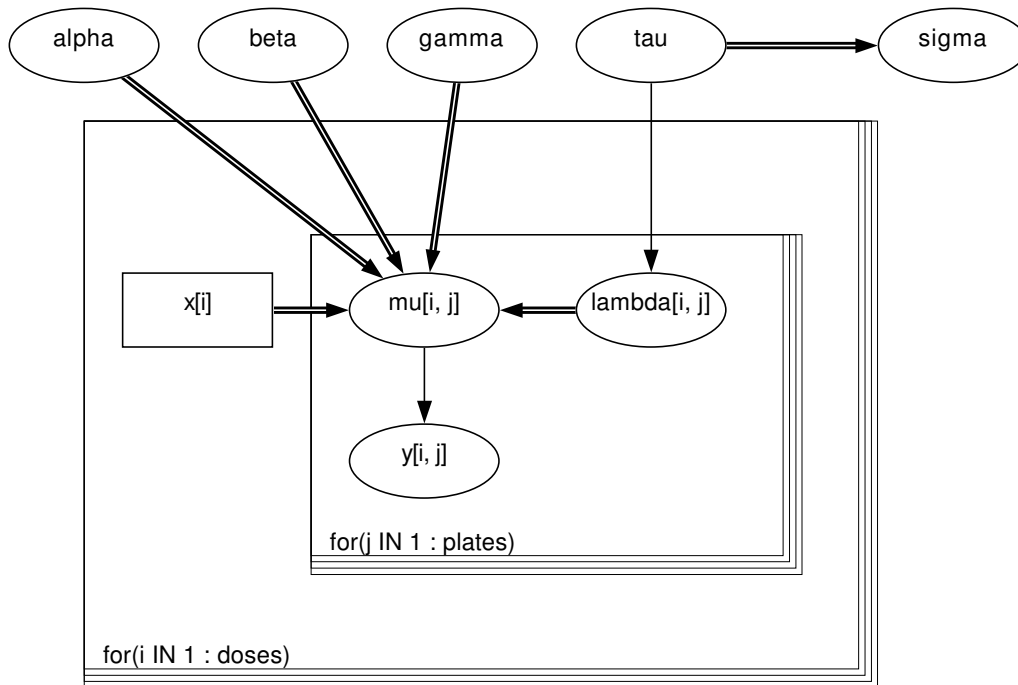 alpha
beta
gamma
tau
sigma
x[i]
mu[i, j]
lambda[i, j]
y[i, j]
for(j IN 1 : plates)
for(i IN 1 : doses)